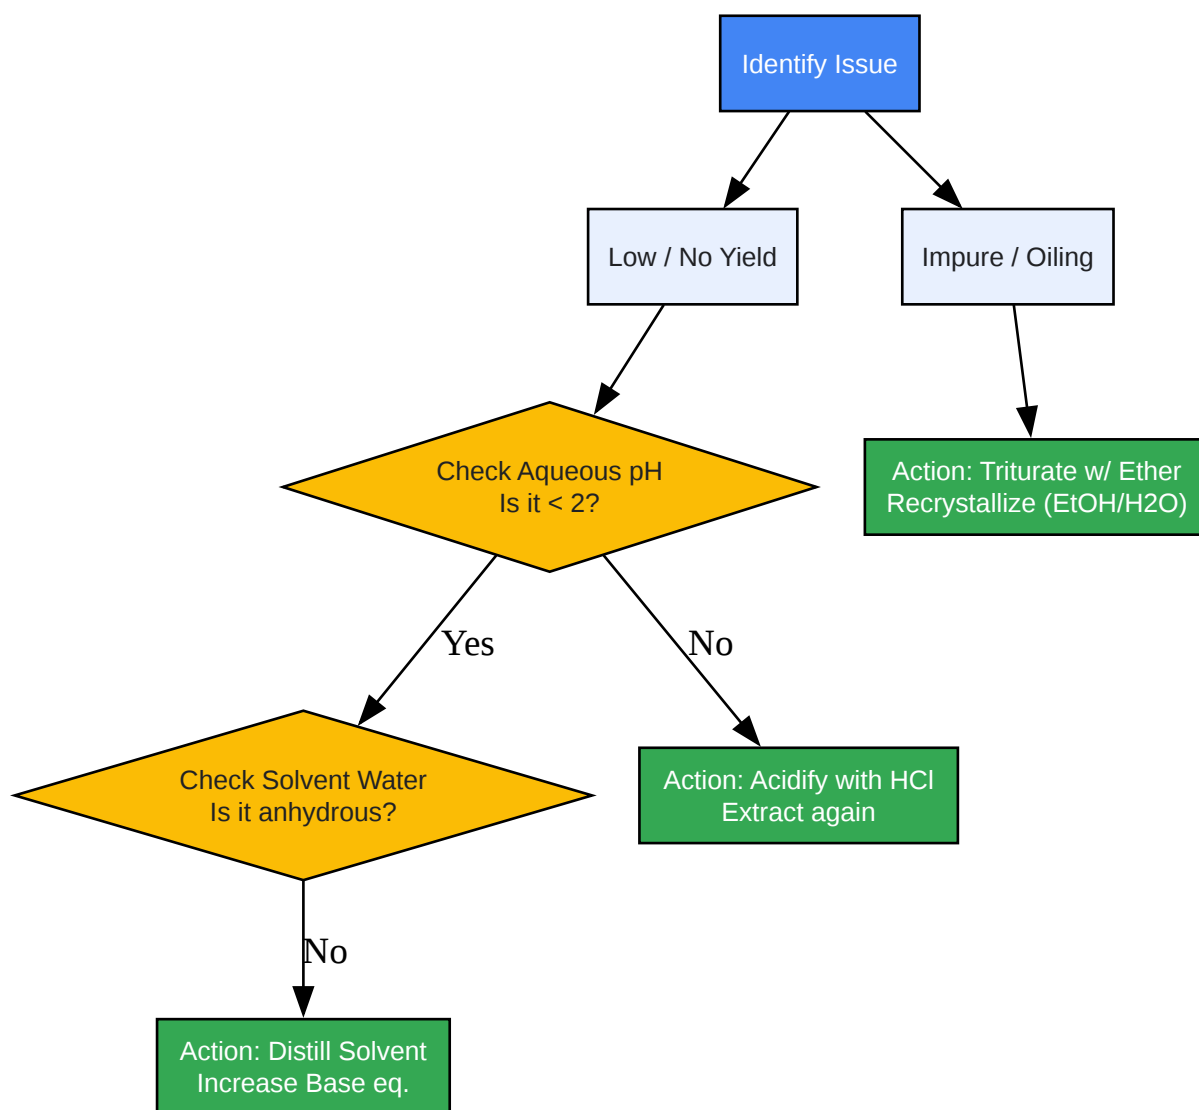 Identify Issue
Low / No Yield
Impure / Oiling
Check Aqueous pH
Is it < 2?
Action: Triturate w/ Ether
Recrystallize (EtOH/H2O)
Yes
No
Check Solvent Water
Is it anhydrous?
Action: Acidify with HCl
Extract again
No
Action: Distill Solvent
Increase Base eq.